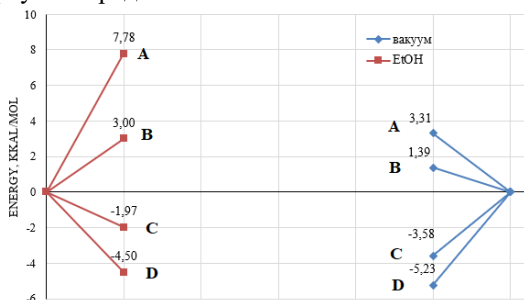 10
8
6
4
2
0
-2
-4
-6
ENERGY, KKAL/MOL
7,78
A
3,00
B
-1,97
C
-4,50
D
вакуум
EtOH
3,31
A
1,39
B
-3,58
C
-5,23
D